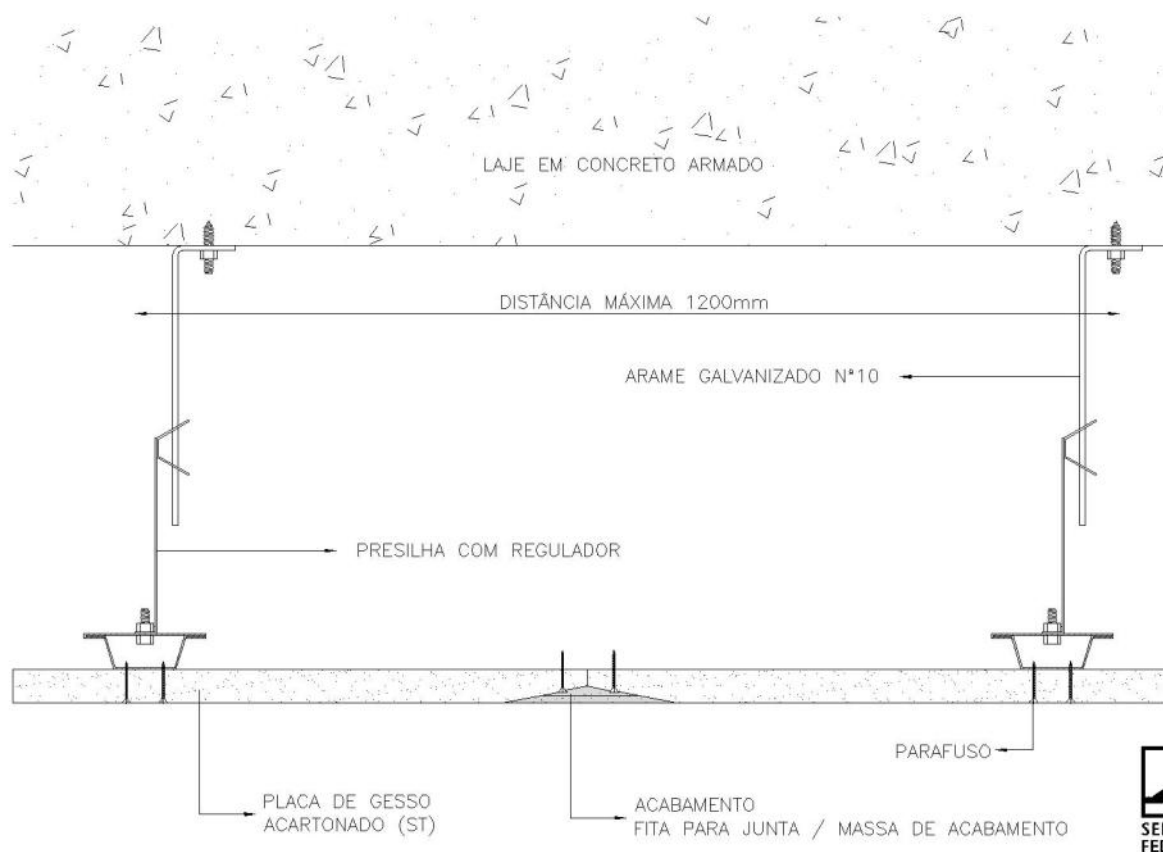 LAJE EM CONCRETO ARMADO
DISTÂNCIA MÁXIMA 1200mm
ARAME GALVANIZADO Nª10
PRESILHA COM REGULADOR
PARAFUSO
PLACA DE GESSO
ACARTONADO (ST)
ACABAMENTO
FITA PARA JUNTA / MASSA DE ACABAMENTO